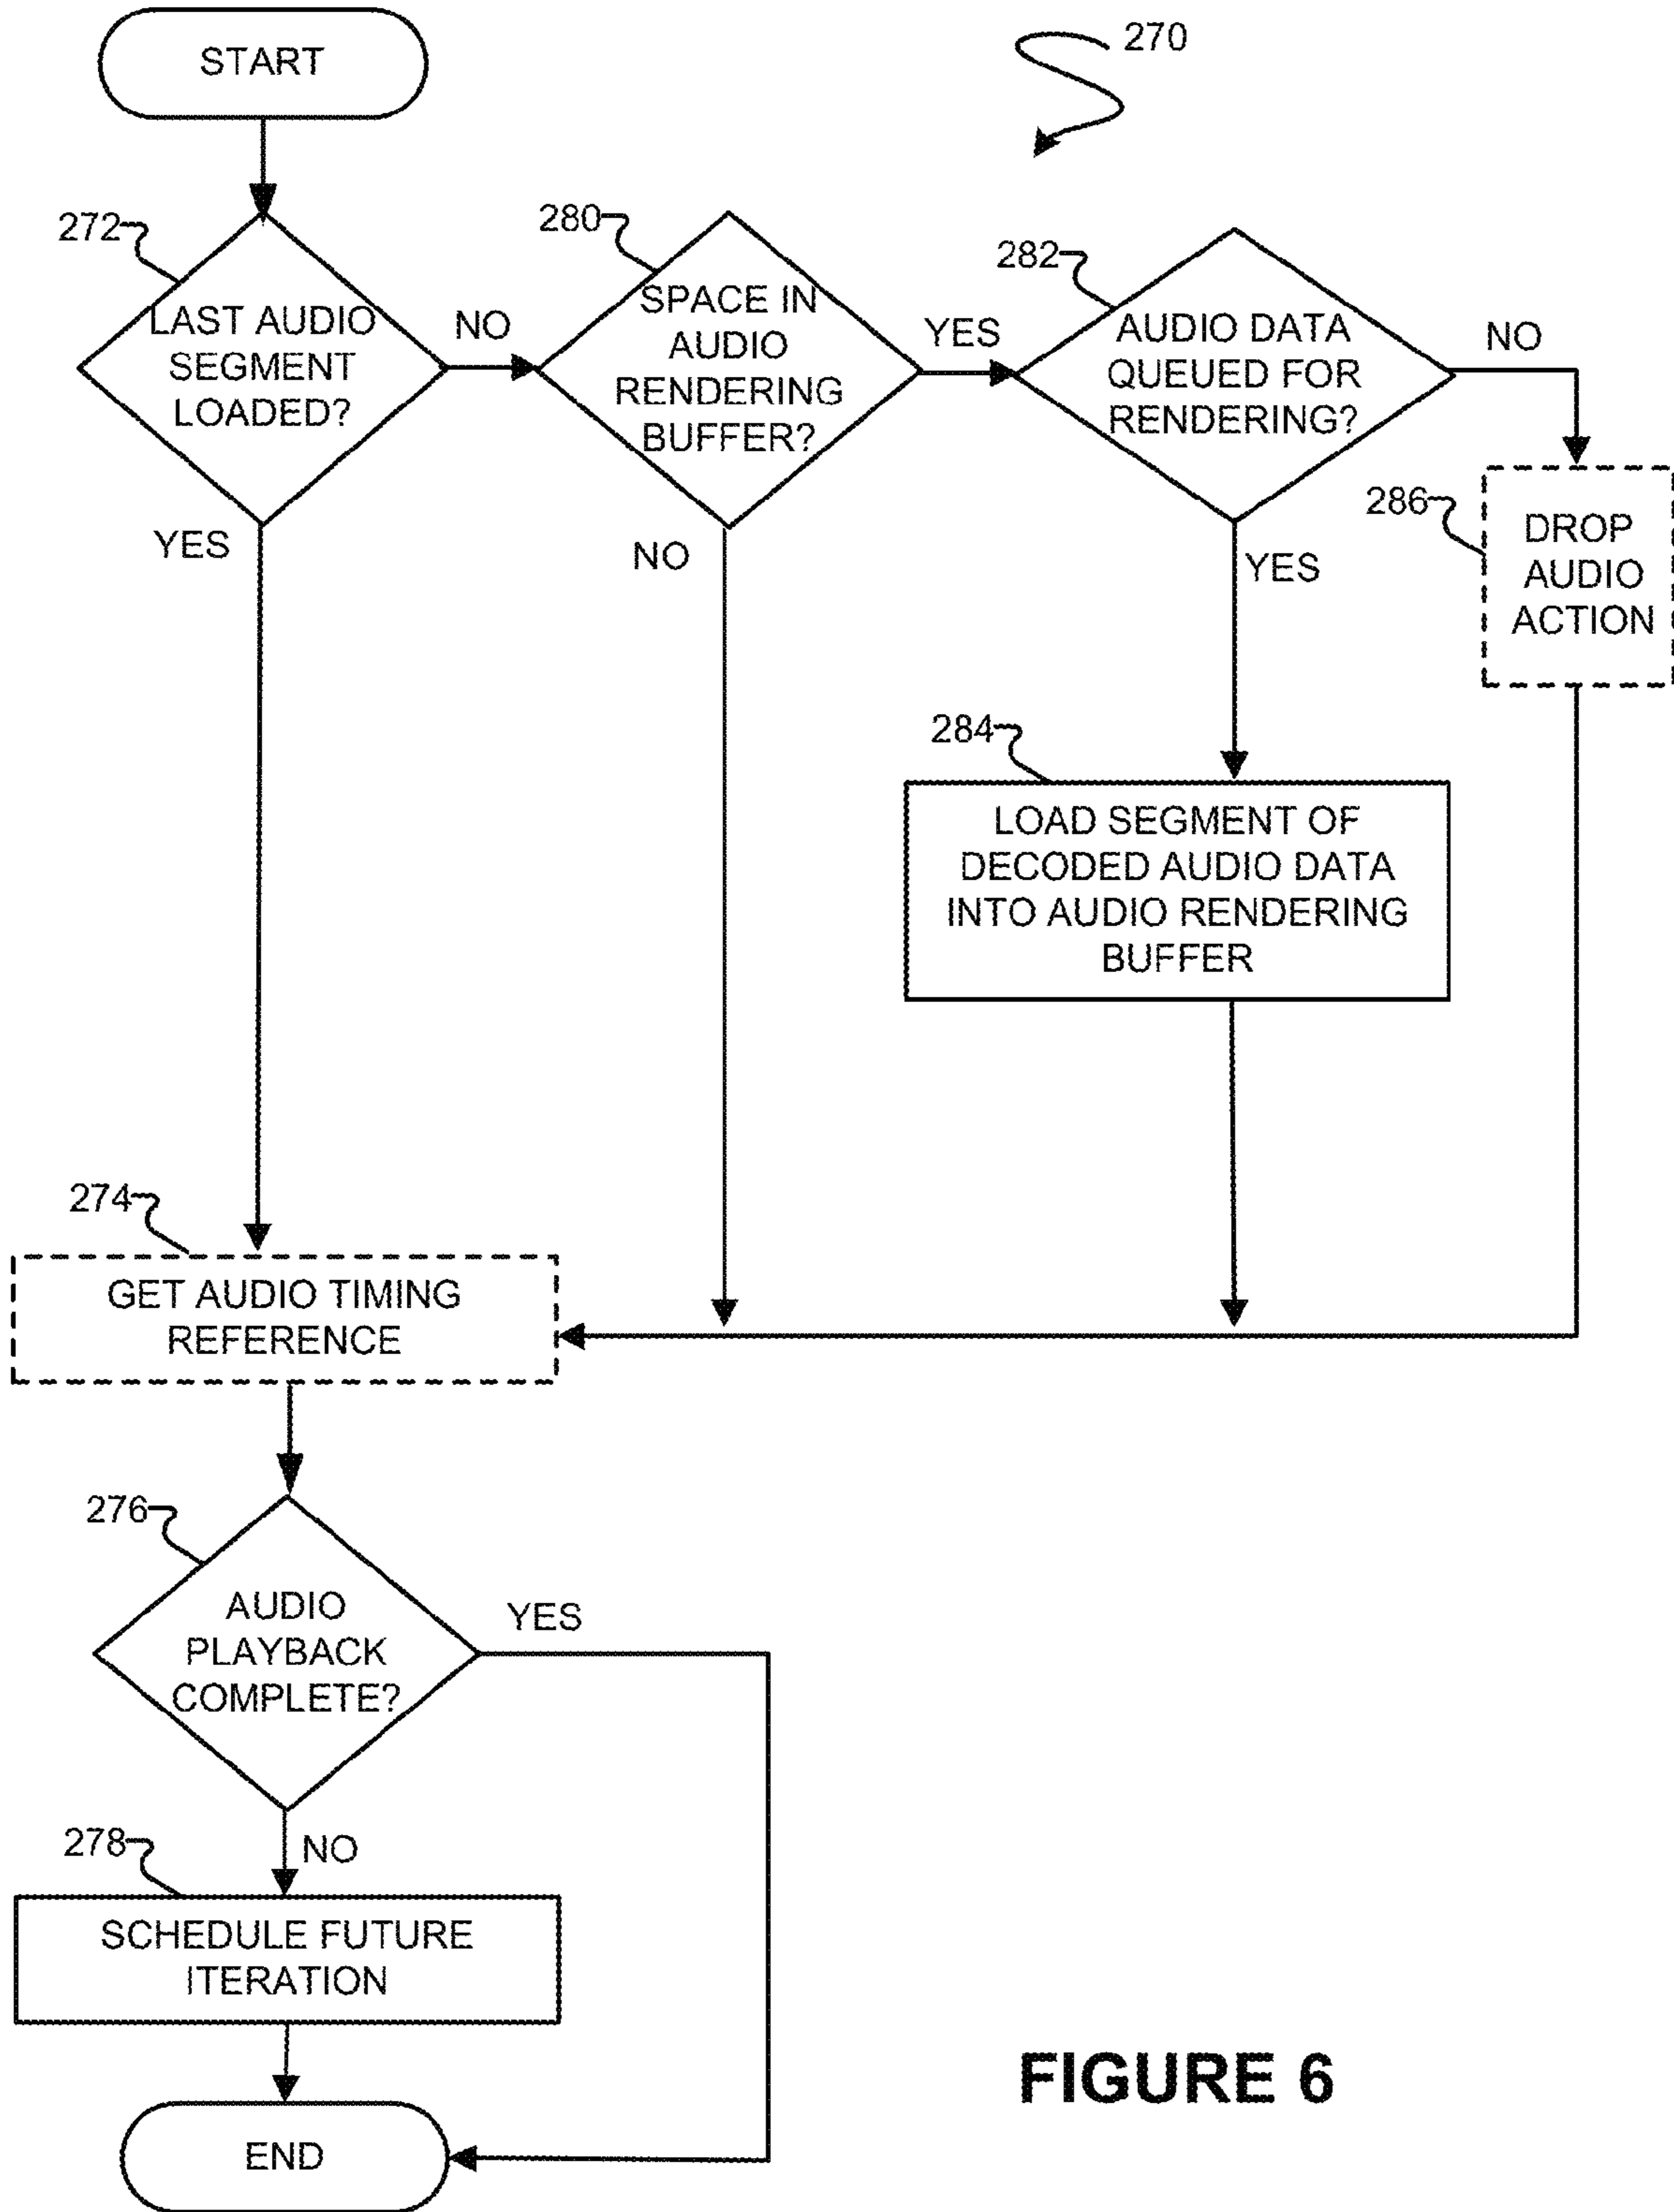 START
270
272
LAST AUDIO
SEGMENT
LOADED?
NO
YES
280
SPACE IN
AUDIO
RENDERING
BUFFER?
YES
NO
282
AUDIO DATA
QUEUED FOR
RENDERING?
NO
YES
286
DROP
AUDIO
ACTION
284
LOAD SEGMENT OF
DECODED AUDIO DATA
INTO AUDIO RENDERING
BUFFER
274
GET AUDIO TIMING
REFERENCE
276
AUDIO
PLAYBACK
COMPLETE?
YES
NO
278
SCHEDULE FUTURE
ITERATION
END
FIGURE 6